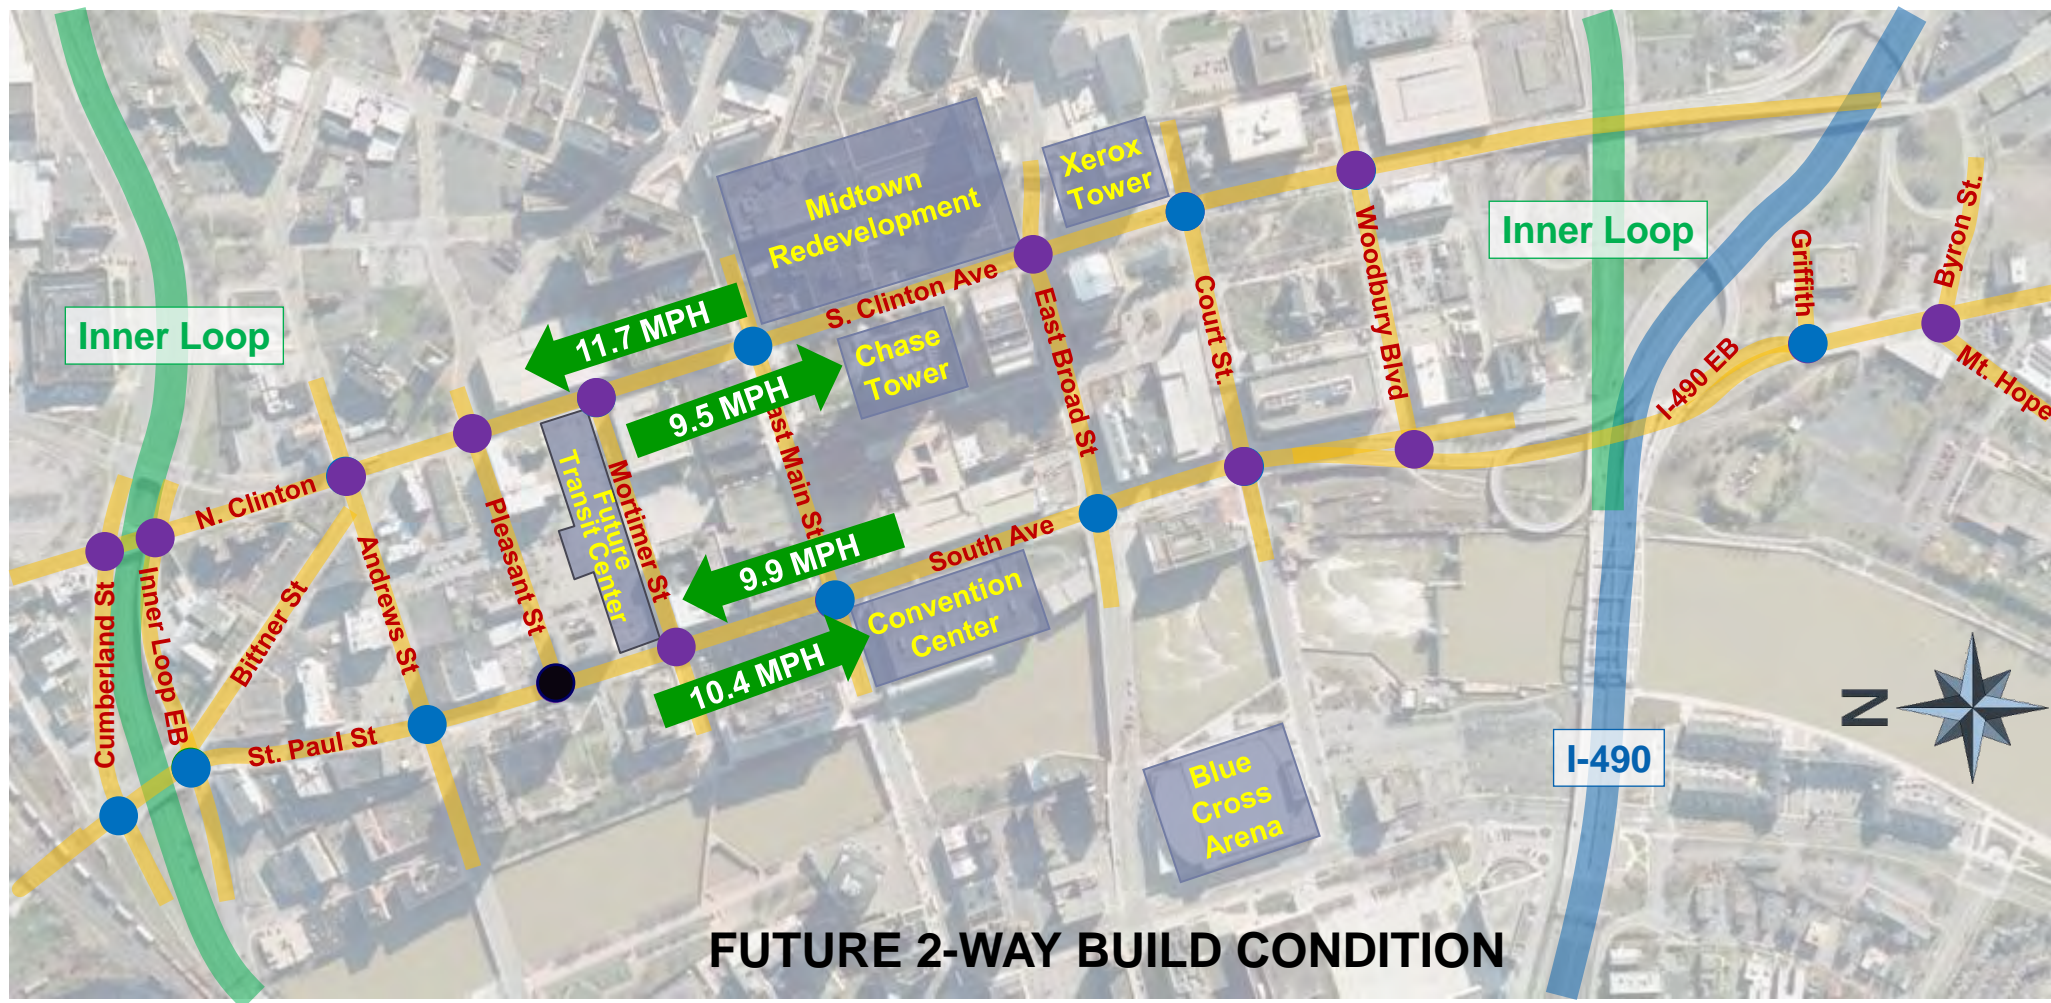 Xerox
Tower
Midtown
Redevelopment
Inner Loop
Woodbury Blvd
Griffith
Byron St.
S. Clinton Ave
East Broad St
Court St.
Inner Loop
11.7 MPH
Chase
Tower
I-490 EB
Mt. Hope
9.5 MPH
ast Main St
N. Clinton
Pleasant St
Future
Transit Center
Mortimer St
9.9 MPH
South Ave
Andrews St
Bittner St
Cumberland St
Inner Loop EB
Convention
Center
10.4 MPH
St. Paul St
N
I-490
Blue
Cross
Arena
FUTURE 2-WAY BUILD CONDITION